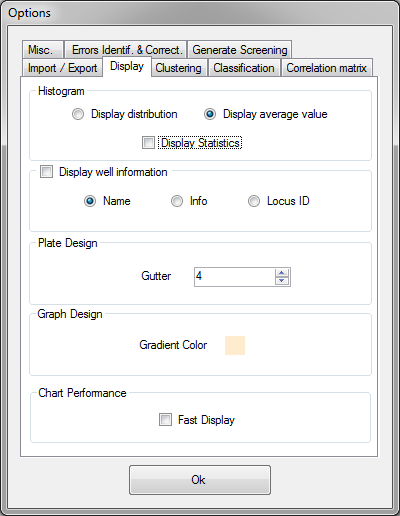 Options
Misc. Errors Identif. & Correct. Generate Screening
Import / Export Display Clustering Classification Correlation matrix
Histogram
Display distribution Display average value
Display Statistics
Display well information
Name Info Locus ID
Plate Design
Gutter 4
Graph Design
Gradient Color
Chart Performance
Fast Display
Ok